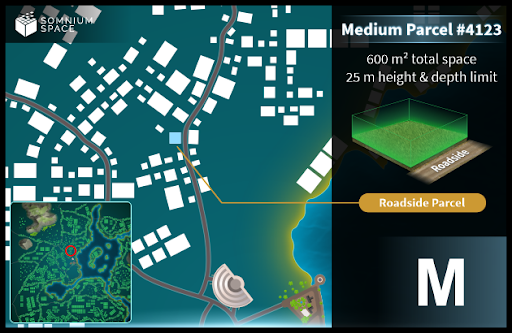 SOMNIUM
SPACE
Medium Parcel #4123
600 m² total space
25 m height & depth limit
Roadside
Roadside Parcel
M